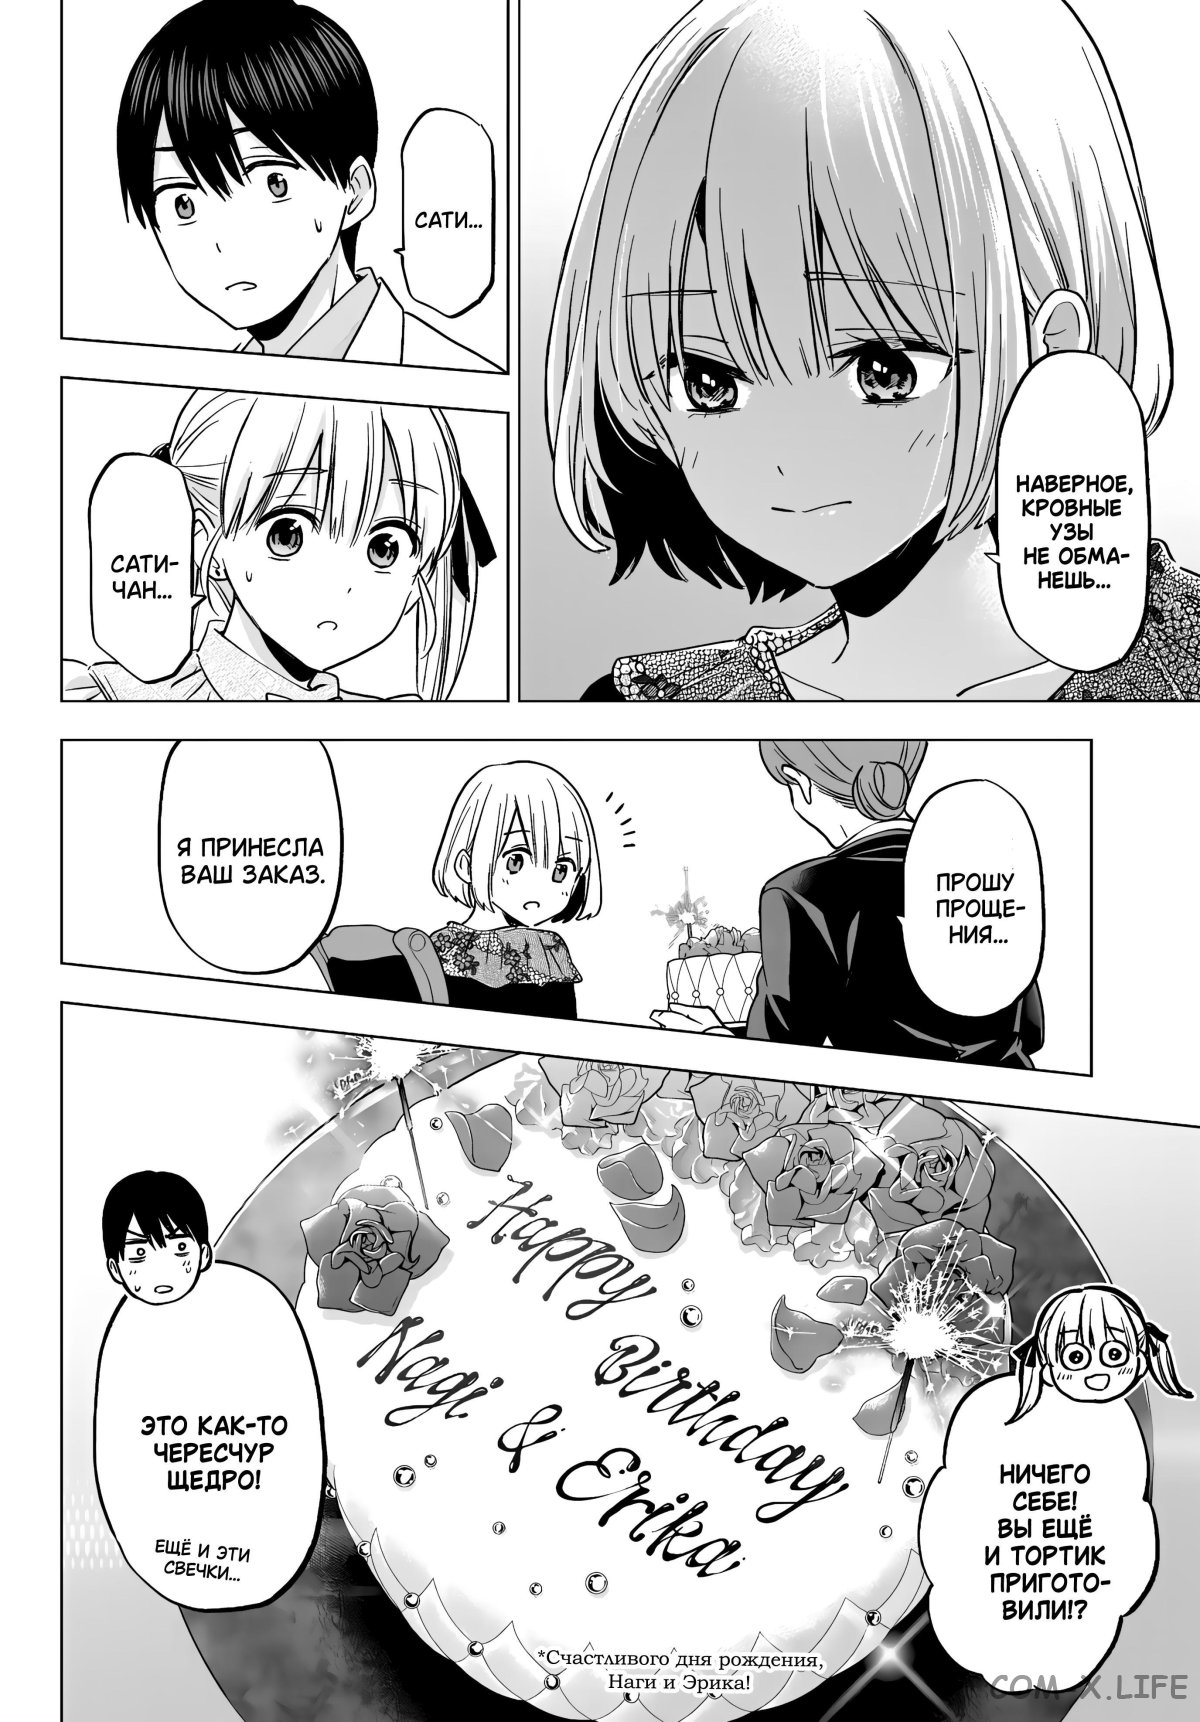 НАВЕРНОЕ,
КРОВНЫЕ
УЗЫ
НЕ ОБМА-
НЕШЬ...
САТИ...
САТИ-
ЧАН...
ПРОШУ
ПРОЩЕ-
НИЯ...
Я ПРИНЕСЛА
ВАШ ЗАКАЗ.
Happy Birthday
Nagi & Erika
НИЧЕГО
СЕБЕ!
ВЫ ЕЩЁ
И ТОРТИК
ПРИГОТО-
ВИЛИ!?
ЭТО КАК-ТО
ЧЕРЕСЧУР
ЩЕДРО!
ЕЩЁ И ЭТИ
СВЕЧКИ...
*Счастливого дня рождения,
Наги и Эрика!
COM-X.LIFE